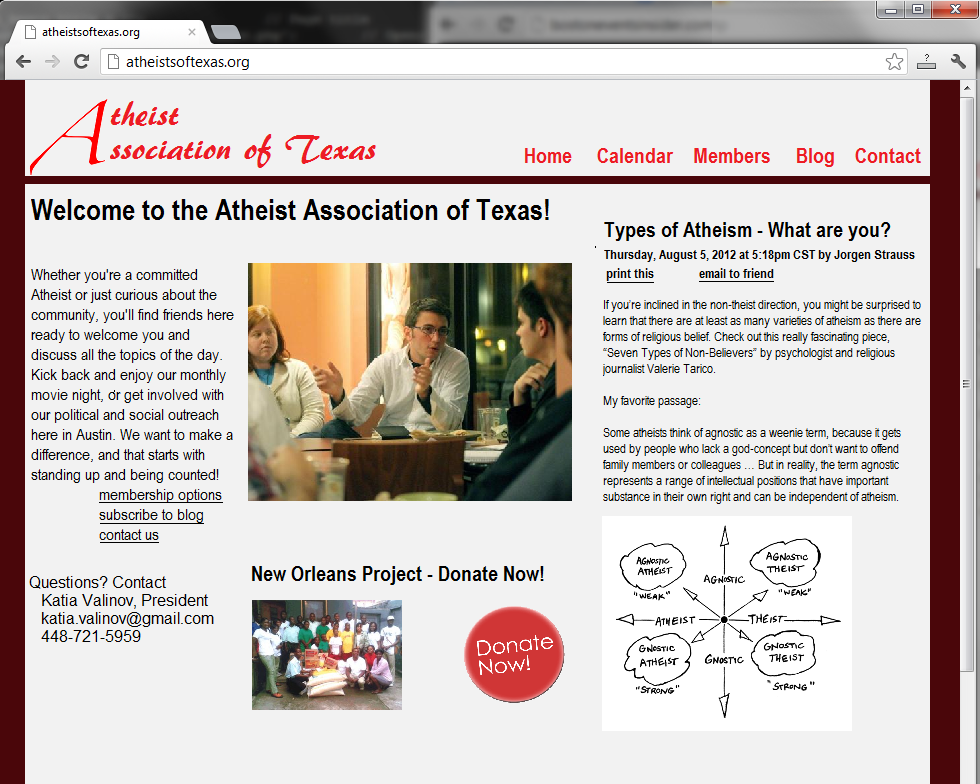 atheistsoftexas.org
atheistsoftexas.org
Atheist
Association of Texas
Home Calendar Members Blog Contact
Welcome to the Atheist Association of Texas!
Whether you're a committed
Atheist or just curious about the
community, you'll find friends here
ready to welcome you and
discuss all the topics of the day.
Kick back and enjoy our monthly
movie night, or get involved with
our political and social outreach
here in Austin. We want to make a
difference, and that starts with
standing up and being counted!
membership options
subscribe to blog
contact us
Questions? Contact
Katia Valinov, President
katia.valinov@gmail.com
448-721-5959
New Orleans Project - Donate Now!
Donate
Now!
Types of Atheism - What are you?
Thursday, August 5, 2012 at 5:18pm CST by Jorgen Strauss
print this email to friend
If you're inclined in the non-theist direction, you might be surprised to
learn that there are at least as many varieties of atheism as there are
forms of religious belief. Check out this really fascinating piece,
“Seven Types of Non-Believers” by psychologist and religious
journalist Valerie Tarico.
My favorite passage:
Some atheists think of agnostic as a weenie term, because it gets
used by people who lack a god-concept but don't want to offend
family members or colleagues … But in reality, the term agnostic
represents a range of intellectual positions that have important
substance in their own right and can be independent of atheism.
AGNOSTIC
ATHEIST
"WEAK"
AGNOSTIC
AGNOSTIC
THEIST
"WEAK"
ATHEIST
THEIST
GNOSTIC
ATHEIST
"STRONG"
GNOSTIC
GNOSTIC
THEIST
"STRONG"